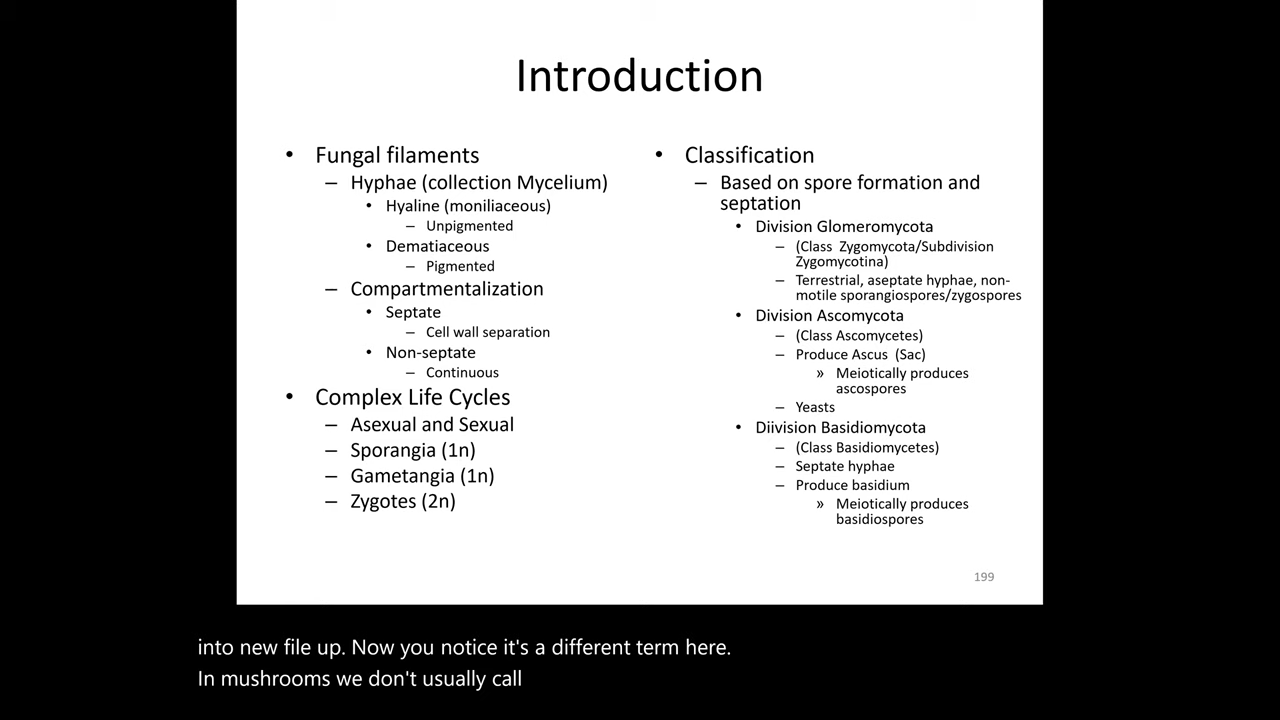 Introduction
• Fungal filaments
– Hyphae (collection Mycelium)
• Hyaline (moniliaceous)
– Unpigmented
• Dematiaceous
– Pigmented
– Compartmentalization
• Septate
– Cell wall separation
• Non-septate
– Continuous
• Complex Life Cycles
– Asexual and Sexual
– Sporangia (1n)
– Gametangia (1n)
– Zygotes (2n)
• Classification
– Based on spore formation and
septation
• Division Glomeromycota
– (Class Zygomycota/Subdivision
Zygomycotina)
– Terrestrial, aseptate hyphae, non-
motile sporangiospores/zygospores
• Division Ascomycota
– (Class Ascomycetes)
– Produce Ascus (Sac)
» Meiotically produces
ascospores
– Yeasts
• Diivision Basidiomycota
– (Class Basidiomycetes)
– Septate hyphae
– Produce basidium
» Meiotically produces
basidiospores
199
into new file up. Now you notice it's a different term here.
In mushrooms we don't usually call